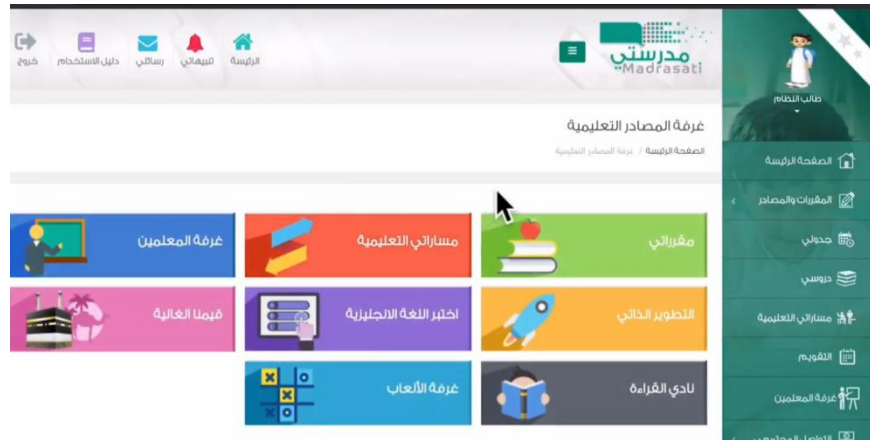 مدرستي
Madrasati
الرئيسة
تنبيهاتي
رسائلي
دليل الاستخدام
خروج
غرفة المصادر التعليمية
الصفحة الرئيسة / غرفة المصادر التعليمية
مقرراتي
مساراتي التعليمية
غرفة المعلمين
التطوير الذاتي
اختبر اللغة الانجليزية
قيمنا الغالية
نادي القراءة
غرفة الألعاب
طالب النظام
الصفحة الرئيسة
المقررات والمصادر
جدولي
دروسي
مساراتي التعليمية
التقويم
غرفة المعلمين